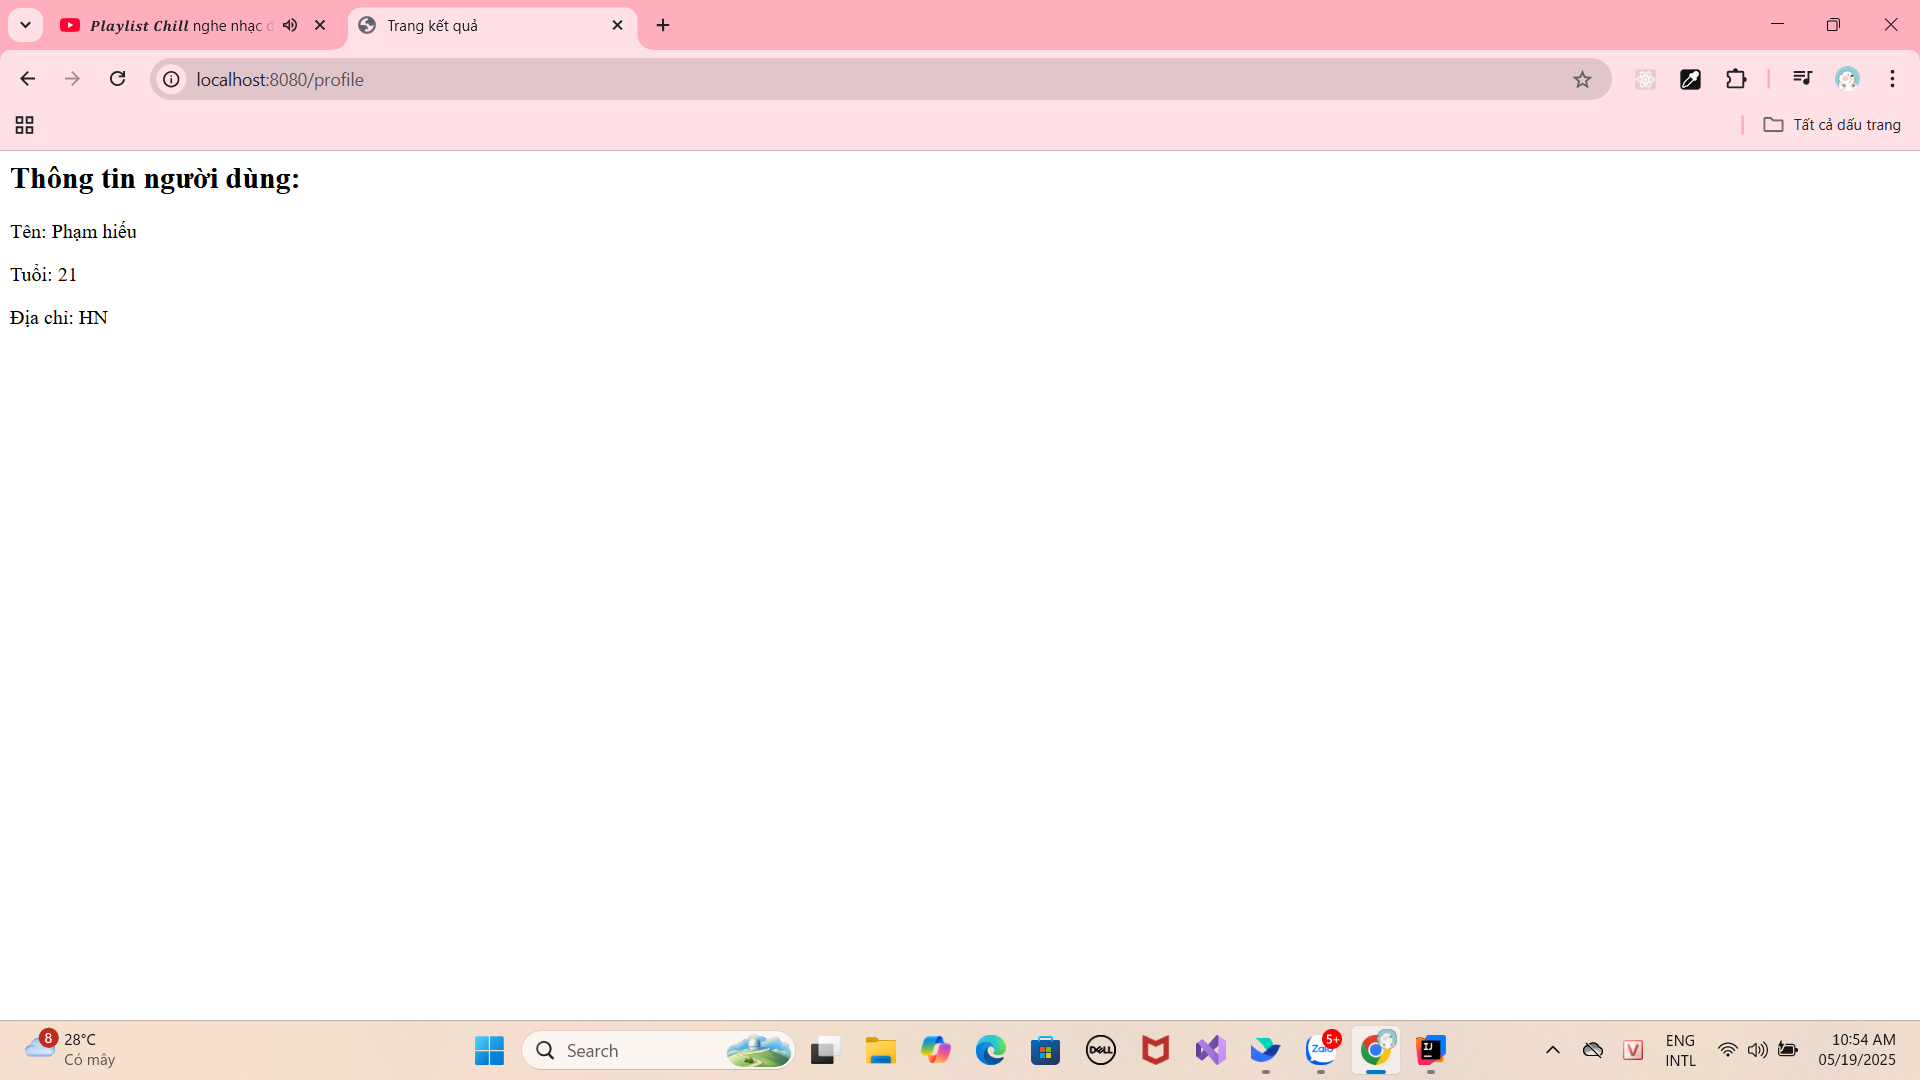 Playlist Chill nghe nhạc
Trang kết quả
localhost:8080/profile
Tất cả dấu trang
Thông tin người dùng:
Tên: Phạm hiếu
Tuổi: 21
Địa chỉ: HN
8
28°C
Có mây
Search
DELL
Zalo
5+
IJ
V
ENG
INTL
10:54 AM
05/19/2025